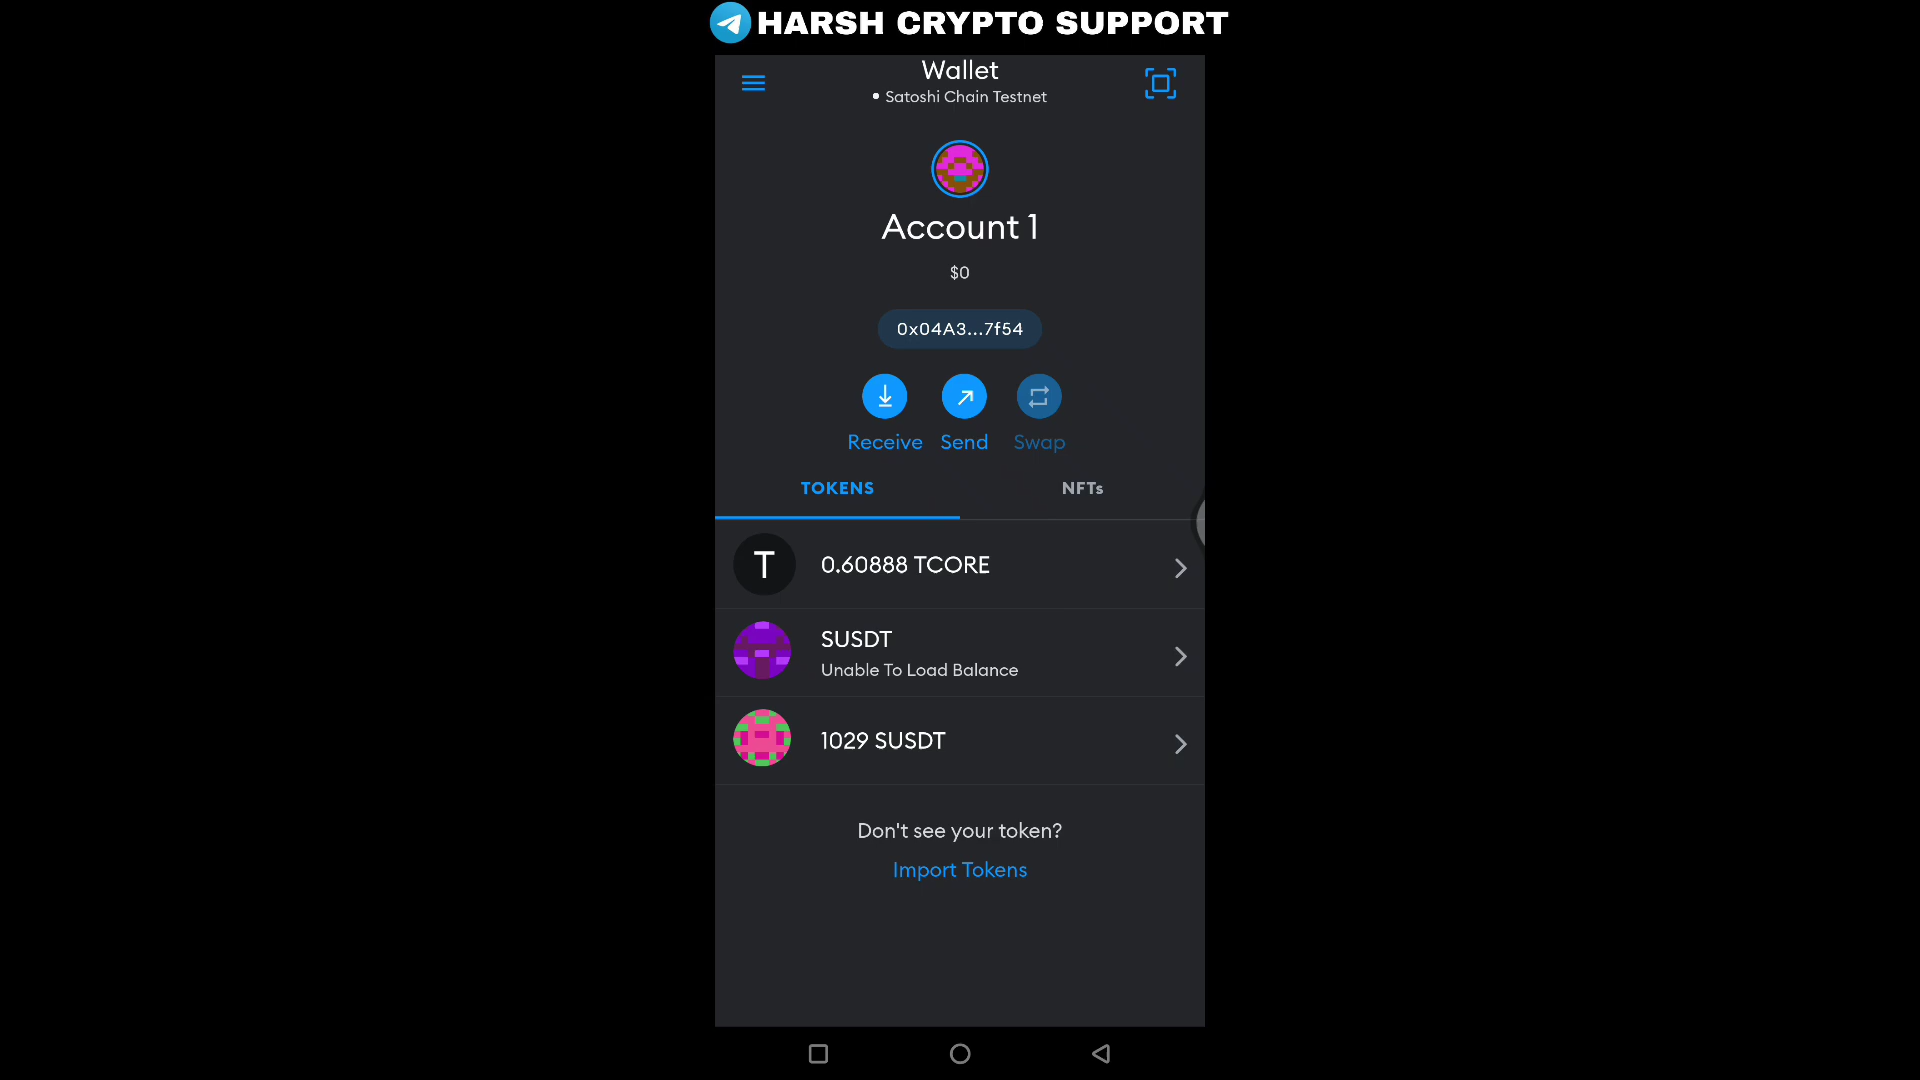 HARSH CRYPTO SUPPORT
Wallet
Satoshi Chain Testnet
Account 1
$0
0x04A3...7f54
Receive Send Swap
TOKENS NFTs
T 0.60888 TCORE
SUSDT
Unable To Load Balance
1029 SUSDT
Don't see your token?
Import Tokens